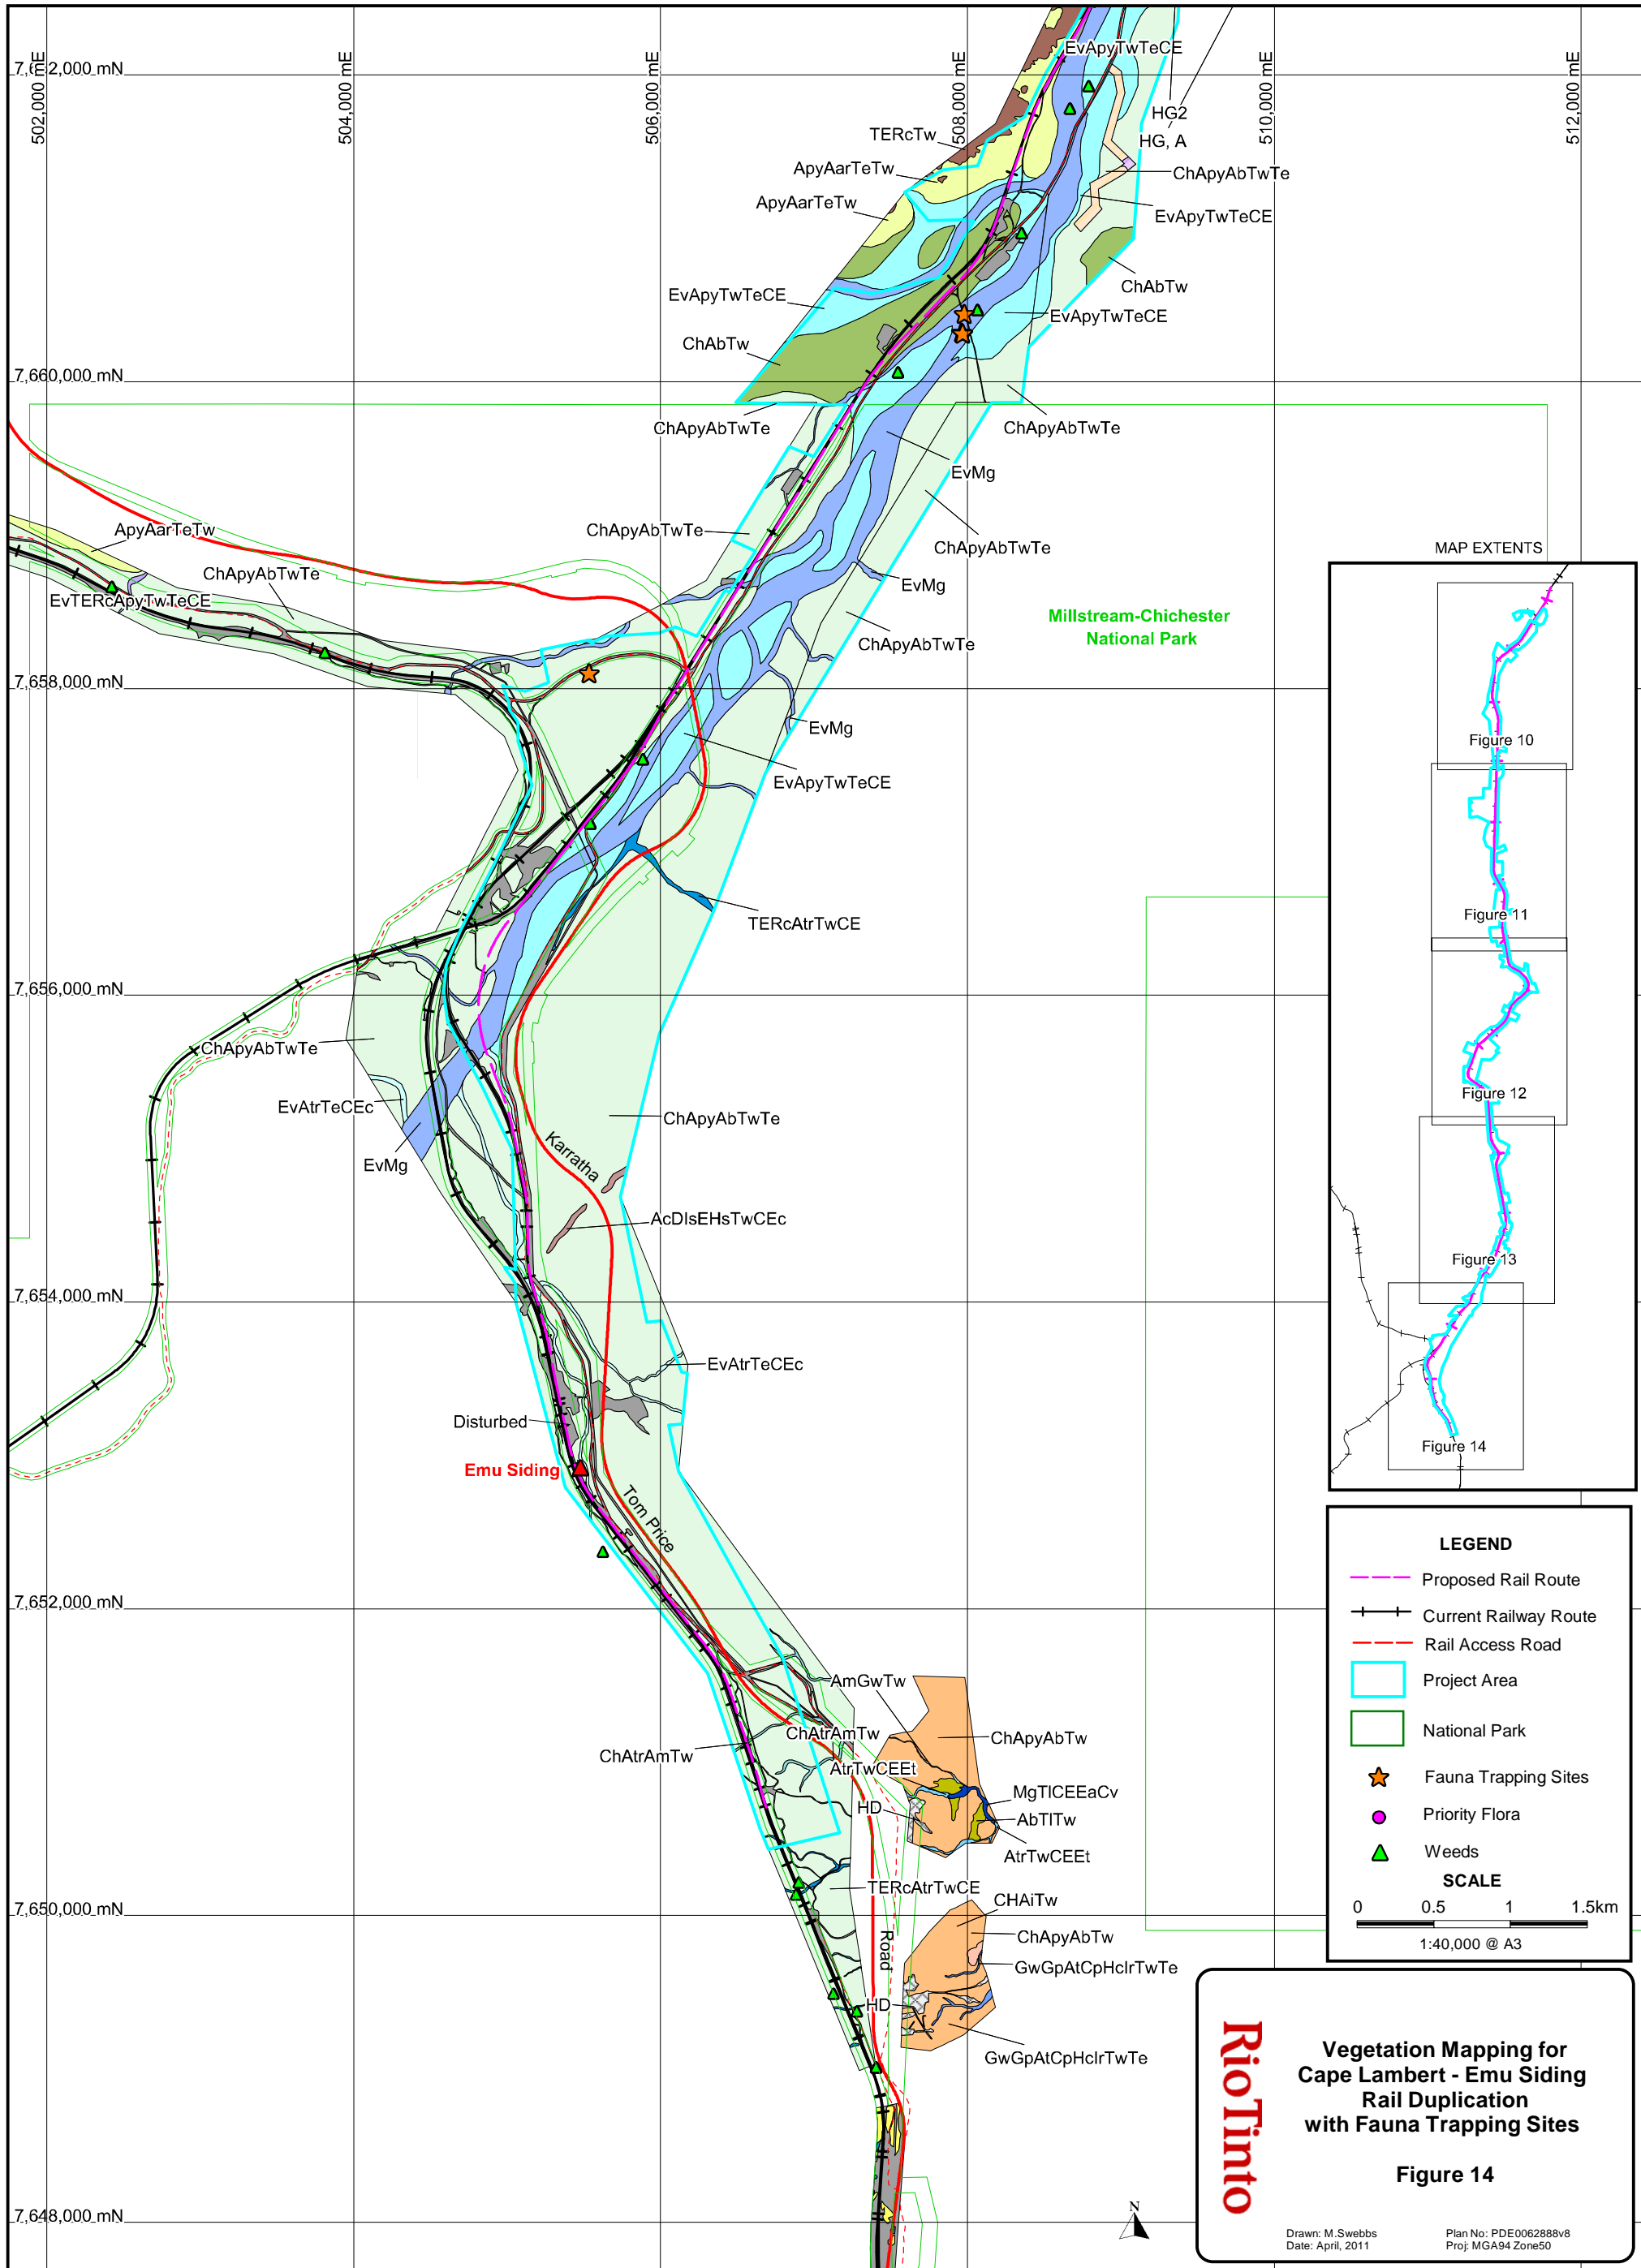 502,000 mE
504,000 mE
506,000 mE
508,000 mE
510,000 mE
512,000 mE
7,662,000 mN
EvApyTwTeCE
HG2
HG, A
TERcTw
ApyAarTeTw
ChApyAbTwTe
ApyAarTeTw
EvApyTwTeCE
ChAbTw
EvApyTwTeCE
EvApyTwTeCE
ChAbTw
7,660,000 mN
ChApyAbTwTe
ChApyAbTwTe
EvMg
ApyAarTeTw
ChApyAbTwTe
ChApyAbTwTe
MAP EXTENTS
ChApyAbTwTe
EvMg
EvTERcApyTwTeCE
Millstream-Chichester
National Park
ChApyAbTwTe
7,658,000 mN
EvMg
Figure 10
EvApyTwTeCE
Figure 11
TERcAtrTwCE
7,656,000 mN
ChApyAbTwTe
EvAtrTeCEc
Figure 12
ChApyAbTwTe
Karratha
EvMg
AcDIsEHsTwCEc
Figure 13
7,654,000 mN
EvAtrTeCEc
Disturbed
Figure 14
Emu Siding
Tom Price
7,652,000 mN
LEGEND
Proposed Rail Route
Current Railway Route
Rail Access Road
Project Area
National Park
Fauna Trapping Sites
Priority Flora
Weeds
SCALE
0 0.5 1 1.5km
1:40,000 @ A3
AmGwTw
ChAtrAmTw
ChApyAbTw
ChAtrAmTw
AtrTwCEEt
MgTlCEEaCv
HD
AbTlTw
AtrTwCEEt
TERcAtrTwCE
CHAiTw
7,650,000 mN
Road
ChApyAbTw
GwGpAtCpHclrTwTe
HD
GwGpAtCpHclrTwTe
7,648,000 mN
N
RioTinto
Vegetation Mapping for
Cape Lambert - Emu Siding
Rail Duplication
with Fauna Trapping Sites
Figure 14
Drawn: M.Swebbs
Date: April, 2011
Plan No: PDE0062888v8
Proj: MGA94 Zone50